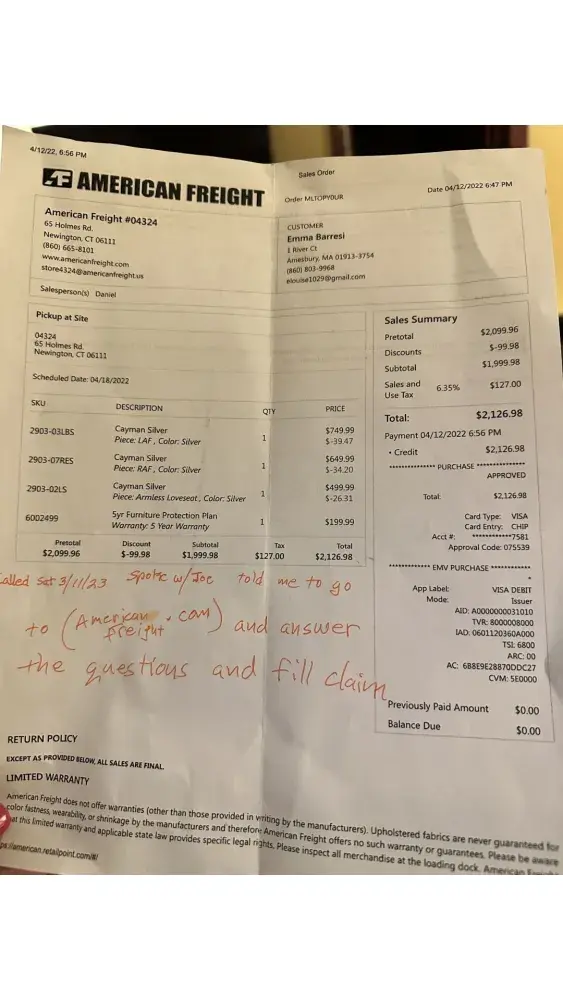 4/12/22, 6:56 PM
AF AMERICAN FREIGHT
American Freight #04324
65 Holmes Rd.
Newington, CT 06111
(860) 665-8101
www.americanfreight.com
store4324@americanfreight.us
Salesperson(s) Daniel
Sales Order
Order MLTOPY0UR
Date 04/12/2022 6:47 PM
CUSTOMER
Emma Barresi
1 River Ct
Amesbury, MA 01913-3754
(860) 803-9968
elouise1029@gmail.com
Pickup at Site
04324
65 Holmes Rd.
Newington, CT 06111
Scheduled Date: 04/18/2022
SKU DESCRIPTION QTY PRICE
2903-03LBS Cayman Silver 1 $749.99
Piece: LAF , Color: Silver $-39.47
2903-07RES Cayman Silver 1 $649.99
Piece: RAF , Color: Silver $-34.20
2903-02LS Cayman Silver 1 $499.99
Piece: Armless Loveseat , Color: Silver $-26.31
6002499 5yr Furniture Protection Plan 1 $199.99
Warranty: 5 Year Warranty
Pretotal Discount Subtotal Tax Total
$2,099.96 $-99.98 $1,999.98 $127.00 $2,126.98
Sales Summary
Pretotal $2,099.96
Discounts $-99.98
Subtotal $1,999.98
Sales and Use Tax 6.35% $127.00
Total: $2,126.98
Payment 04/12/2022 6:56 PM
• Credit $2,126.98
*************** PURCHASE ***************
APPROVED
Total: $2,126.98
Card Type: VISA
Card Entry: CHIP
Acct #: ************7581
Approval Code: 075539
************* EMV PURCHASE *************
App Label: VISA DEBIT
Mode: Issuer
AID: A0000000031010
TVR: 8000008000
IAD: 0601120360A000
TSI: 6800
ARC: 00
AC: 6B8E9E28870DDC27
CVM: 5E0000
Previously Paid Amount $0.00
Balance Due $0.00
called Sat 3/11/23 Spoke w/Joe told me to go
to (American freight .com) and answer
the questions and fill claim
RETURN POLICY
EXCEPT AS PROVIDED BELOW, ALL SALES ARE FINAL.
LIMITED WARRANTY
American Freight does not offer warranties (other than those provided in writing by the manufacturers). Upholstered fabrics are never guaranteed for
color fastness, wearability, or shrinkage by the manufacturers and therefore American Freight offers no such warranty or guarantees. Please be aware
at this limited warranty and applicable state law provides specific legal rights. Please inspect all merchandise at the loading dock. American Freight
ps://american.retailpoint.com/#/